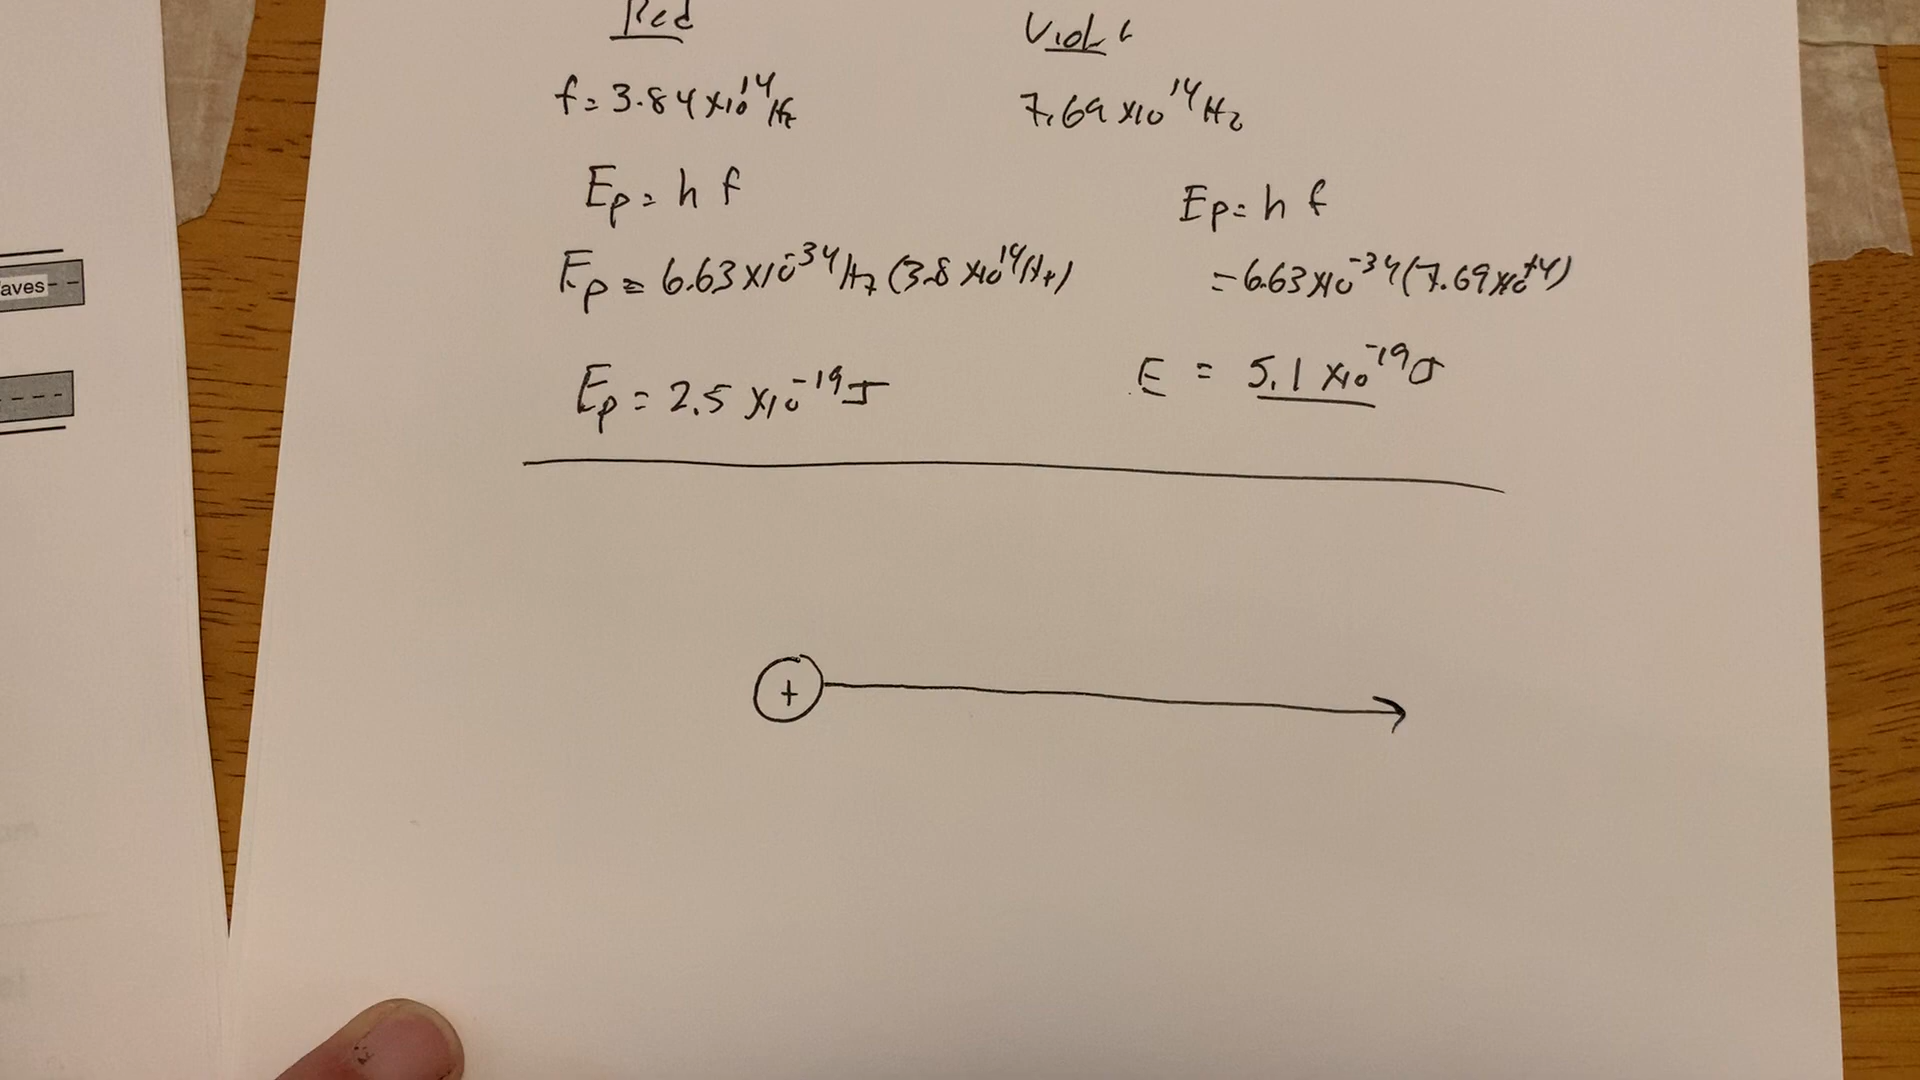 Red
Violet
f = 3.84 x10^14 Hz
7.69 x10^14 Hz
Ep = h f
Ep = h f
Ep = 6.63 x10^-34 Hz (3.8 x10^14 Hz)
= 6.63 x10^-34 (7.69 x10^14)
Ep = 2.5 x10^-19 J
E = 5.1 x10^-19 J
+
aves